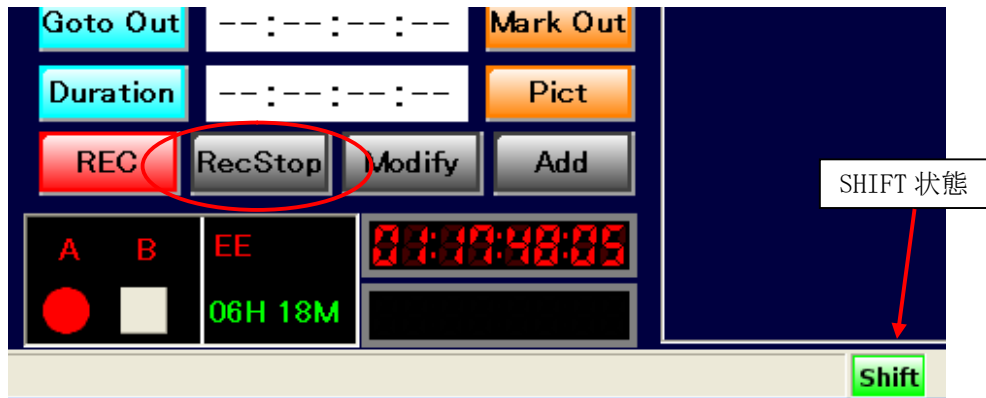 Goto Out --:--:--:-- Mark Out
Duration --:--:--:-- Pict
REC RecStop Modify Add
SHIFT 状態
A B EE 01:17:48:05
06H 18M
Shift